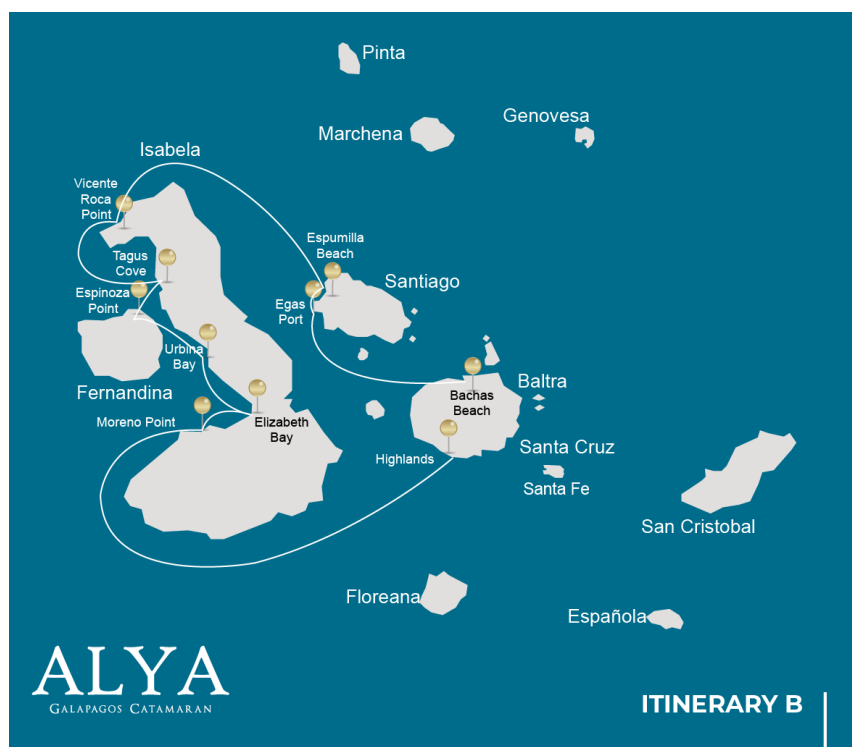 Pinta
Genovesa
Marchena
Isabela
Vicente
Roca
Point
Espumilla
Beach
Tagus
Cove
Santiago
Espinoza
Point
Egas
Port
Urbina
Bay
Fernandina
Baltra
Bachas
Beach
Moreno Point
Elizabeth
Bay
Santa Cruz
Highlands
Santa Fe
San Cristobal
Floreana
Española
ALYA
GALAPAGOS CATAMARAN
ITINERARY B